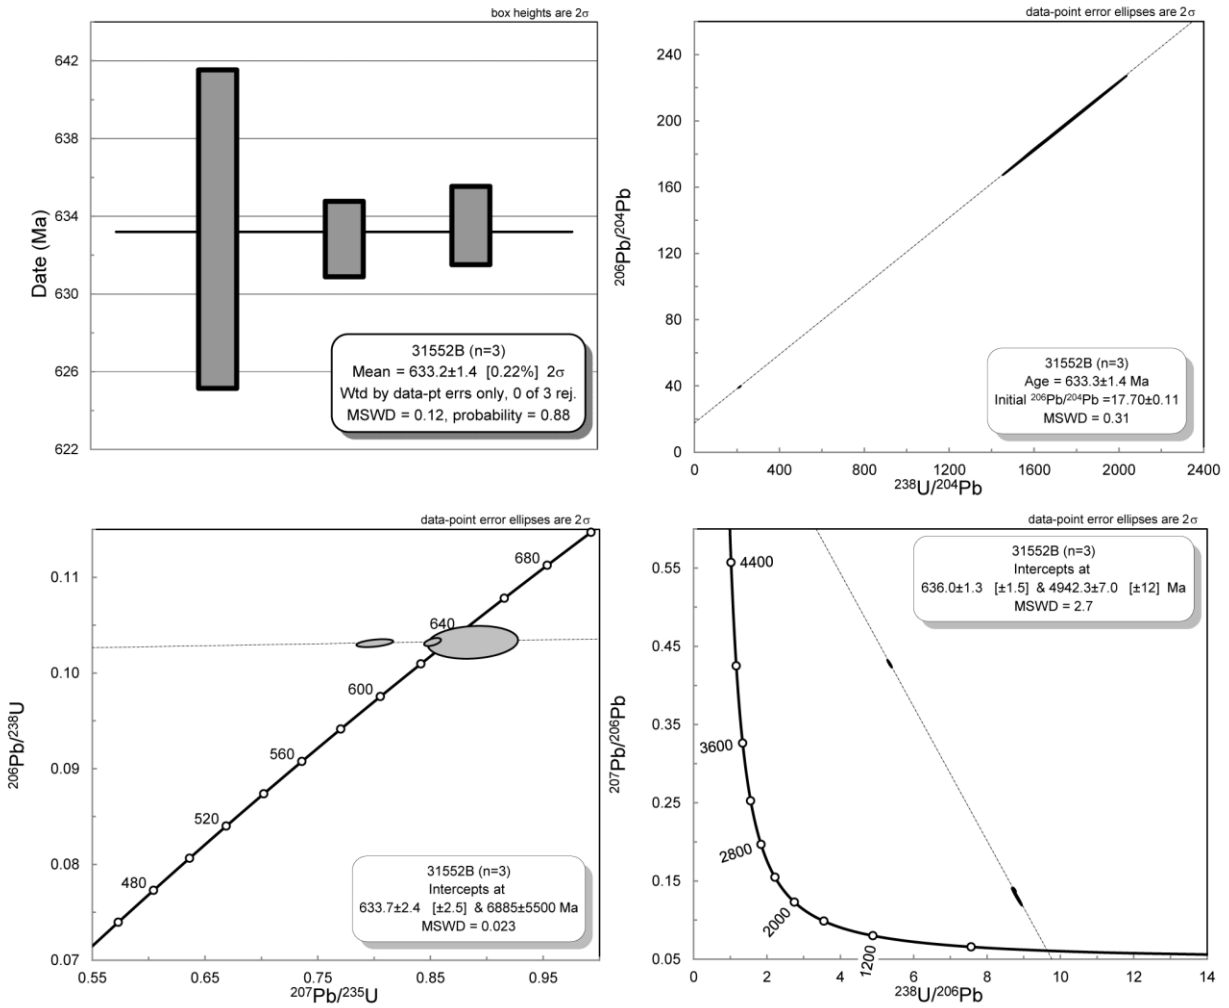 box heights are 2σ
642
638
634
630
626
622
Date (Ma)
31552B (n=3)
Mean = 633.2±1.4 [0.22%] 2σ
Wtd by data-pt errs only, 0 of 3 rej.
MSWD = 0.12, probability = 0.88
data-point error ellipses are 2σ
240
200
160
120
80
40
0
²⁰⁶Pb/²⁰⁴Pb
31552B (n=3)
Age = 633.3±1.4 Ma
Initial ²⁰⁶Pb/²⁰⁴Pb =17.70±0.11
MSWD = 0.31
0 400 800 1200 1600 2000 2400
²³⁸U/²⁰⁴Pb
data-point error ellipses are 2σ
0.11
0.10
0.09
0.08
0.07
²⁰⁶Pb/²³⁸U
680
640
600
560
520
480
31552B (n=3)
Intercepts at
633.7±2.4 [±2.5] & 6885±5500 Ma
MSWD = 0.023
0.55 0.65 0.75 0.85 0.95
²⁰⁷Pb/²³⁵U
data-point error ellipses are 2σ
0.55
0.45
0.35
0.25
0.15
0.05
²⁰⁷Pb/²⁰⁶Pb
4400
3600
2800
2000
1200
31552B (n=3)
Intercepts at
636.0±1.3 [±1.5] & 4942.3±7.0 [±12] Ma
MSWD = 2.7
0 2 4 6 8 10 12 14
²³⁸U/²⁰⁶Pb